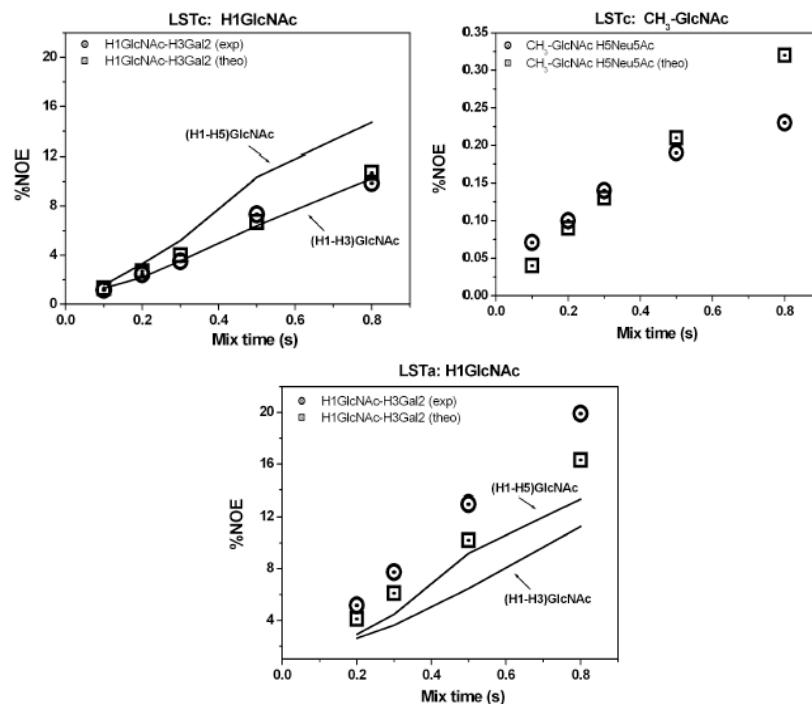 LSTc: H1GlcNAc
H1GlcNAc-H3Gal2 (exp)
H1GlcNAc-H3Gal2 (theo)
(H1-H5)GlcNAc
(H1-H3)GlcNAc
%NOE
20
16
12
8
4
0
0.0 0.2 0.4 0.6 0.8
Mix time (s)
LSTc: CH3-GlcNAc
CH3-GlcNAc H5Neu5Ac
CH3-GlcNAc H5Neu5Ac (theo)
%NOE
0.35
0.30
0.25
0.20
0.15
0.10
0.05
0.00
0.0 0.2 0.4 0.6 0.8
Mix time (s)
LSTa: H1GlcNAc
H1GlcNAc-H3Gal2 (exp)
H1GlcNAc-H3Gal2 (theo)
(H1-H5)GlcNAc
(H1-H3)GlcNAc
%NOE
20
16
12
8
4
0.0 0.2 0.4 0.6 0.8
Mix time (s)